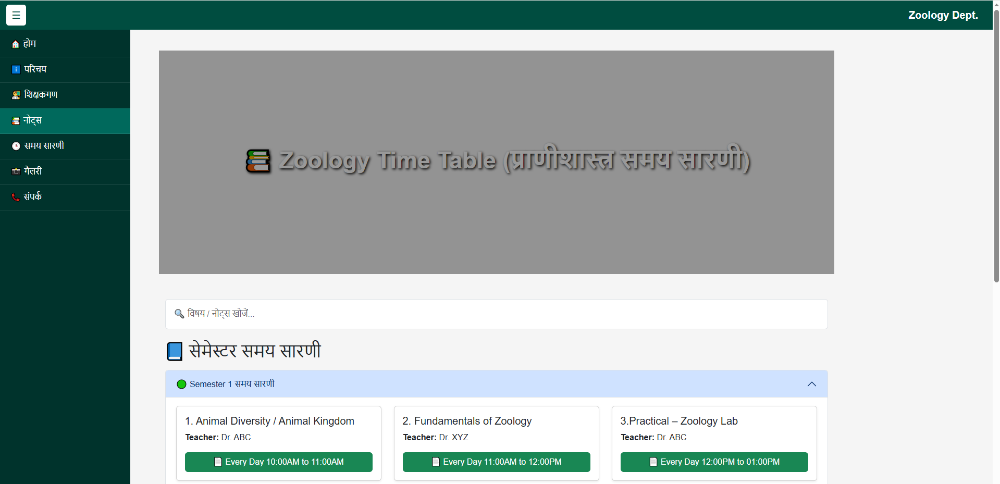 ☰
Zoology Dept.
🏠 होम
ℹ️ परिचय
👩‍🏫 शिक्षकगण
📚 नोट्स
🕒 समय सारणी
📸 गैलरी
📞 संपर्क
📚 Zoology Time Table (प्राणीशास्त्र समय सारणी)
🔍 विषय / नोट्स खोजें...
📘 सेमेस्टर समय सारणी
🟢 Semester 1 समय सारणी
1. Animal Diversity / Animal Kingdom
Teacher: Dr. ABC
📄 Every Day 10:00AM to 11:00AM
2. Fundamentals of Zoology
Teacher: Dr. XYZ
📄 Every Day 11:00AM to 12:00PM
3.Practical – Zoology Lab
Teacher: Dr. ABC
📄 Every Day 12:00PM to 01:00PM